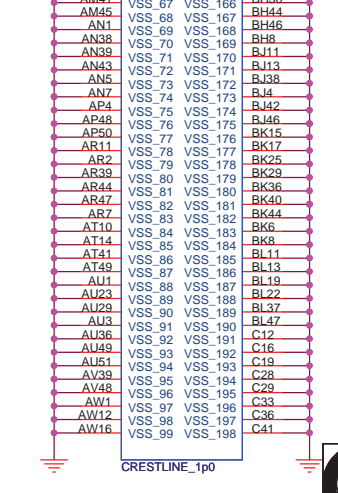 VSS_67 VSS_166
AM45 VSS_68 VSS_167 BH44
AN1 VSS_69 VSS_168 BH46
AN38 VSS_70 VSS_169 BH8
AN39 VSS_71 VSS_170 BJ11
AN43 VSS_72 VSS_171 BJ13
AN5 VSS_73 VSS_172 BJ38
AN7 VSS_74 VSS_173 BJ4
AP4 VSS_75 VSS_174 BJ42
AP48 VSS_76 VSS_175 BJ46
AP50 VSS_77 VSS_176 BK15
AR11 VSS_78 VSS_177 BK17
AR2 VSS_79 VSS_178 BK25
AR39 VSS_80 VSS_179 BK29
AR44 VSS_81 VSS_180 BK36
AR47 VSS_82 VSS_181 BK40
AR7 VSS_83 VSS_182 BK44
AT10 VSS_84 VSS_183 BK6
AT14 VSS_85 VSS_184 BK8
AT41 VSS_86 VSS_185 BL11
AT49 VSS_87 VSS_186 BL13
AU1 VSS_88 VSS_187 BL19
AU23 VSS_89 VSS_188 BL22
AU29 VSS_90 VSS_189 BL37
AU3 VSS_91 VSS_190 BL47
AU36 VSS_92 VSS_191 C12
AU49 VSS_93 VSS_192 C16
AU51 VSS_94 VSS_193 C19
AV39 VSS_95 VSS_194 C28
AV48 VSS_96 VSS_195 C29
AW1 VSS_97 VSS_196 C33
AW12 VSS_98 VSS_197 C36
AW16 VSS_99 VSS_198 C41
CRESTLINE_1p0